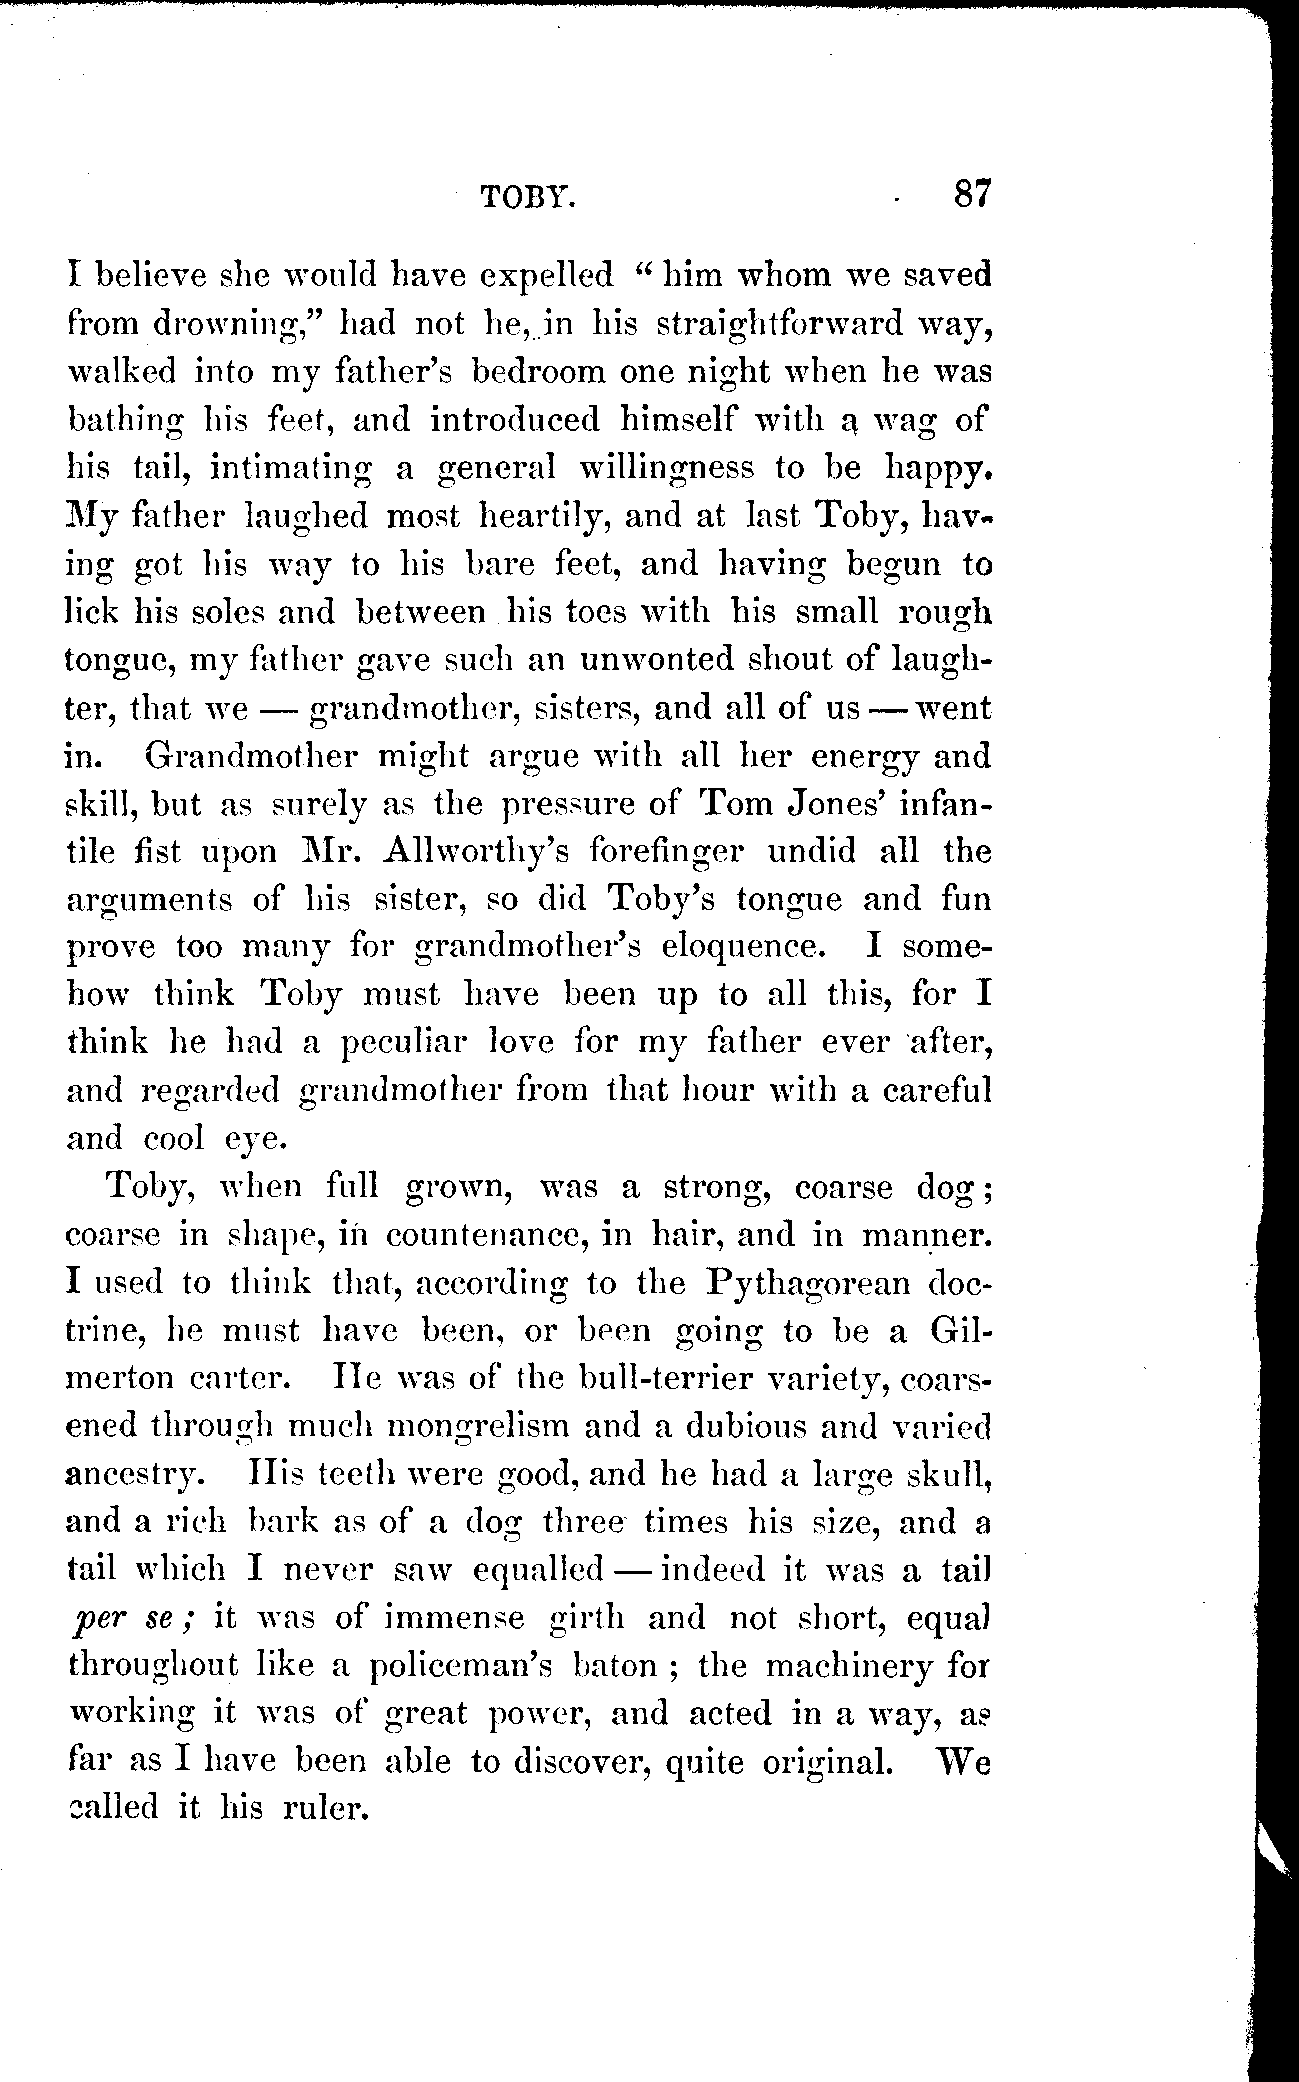 TOBY. 87
I believe she would have expelled “ him whom we saved
from drowning,” had not he, in his straightforward way,
walked into my father’s bedroom one night when he was
bathing his feet, and introduced himself with a wag of
his tail, intimating a general willingness to be happy.
My father laughed most heartily, and at last Toby, hav-
ing got his way to his bare feet, and having begun to
lick his soles and between his toes with his small rough
tongue, my father gave such an unwonted shout of laugh-
ter, that we — grandmother, sisters, and all of us — went
in. Grandmother might argue with all her energy and
skill, but as surely as the pressure of Tom Jones’ infan-
tile fist upon Mr. Allworthy’s forefinger undid all the
arguments of his sister, so did Toby’s tongue and fun
prove too many for grandmother’s eloquence. I some-
how think Toby must have been up to all this, for I
think he had a peculiar love for my father ever after,
and regarded grandmother from that hour with a careful
and cool eye.
Toby, when full grown, was a strong, coarse dog ;
coarse in shape, in countenance, in hair, and in manner.
I used to think that, according to the Pythagorean doc-
trine, he must have been, or been going to be a Gil-
merton carter. He was of the bull-terrier variety, coars-
ened through much mongrelism and a dubious and varied
ancestry. His teeth were good, and he had a large skull,
and a rich bark as of a dog three times his size, and a
tail which I never saw equalled — indeed it was a tail
per se ; it was of immense girth and not short, equal
throughout like a policeman’s baton ; the machinery for
working it was of great power, and acted in a way, as
far as I have been able to discover, quite original. We
called it his ruler.